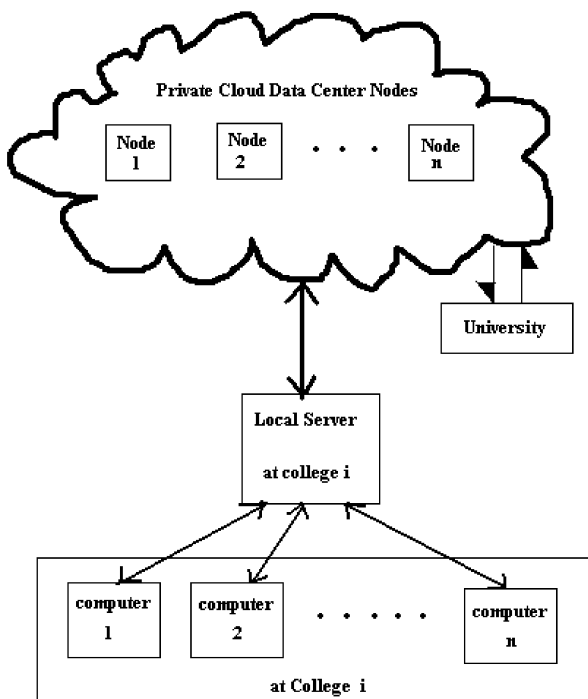 Private Cloud Data Center Nodes
Node
1
Node
2
. . . .
Node
n
University
Local Server
at college i
computer
1
computer
2
. . . . . .
computer
n
at College i